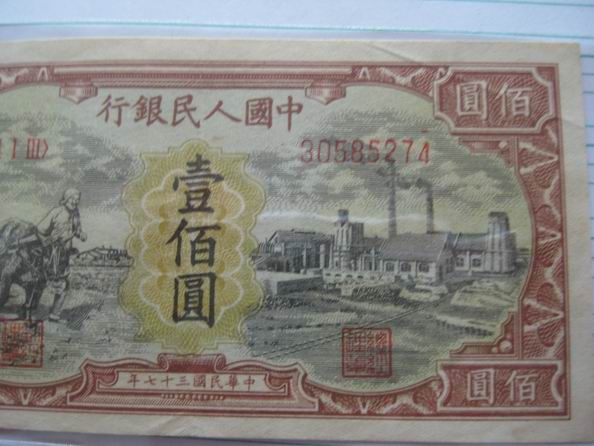 中國人民銀行
佰圓
30585274
壹佰圓
中華民國三十七年
佰圓